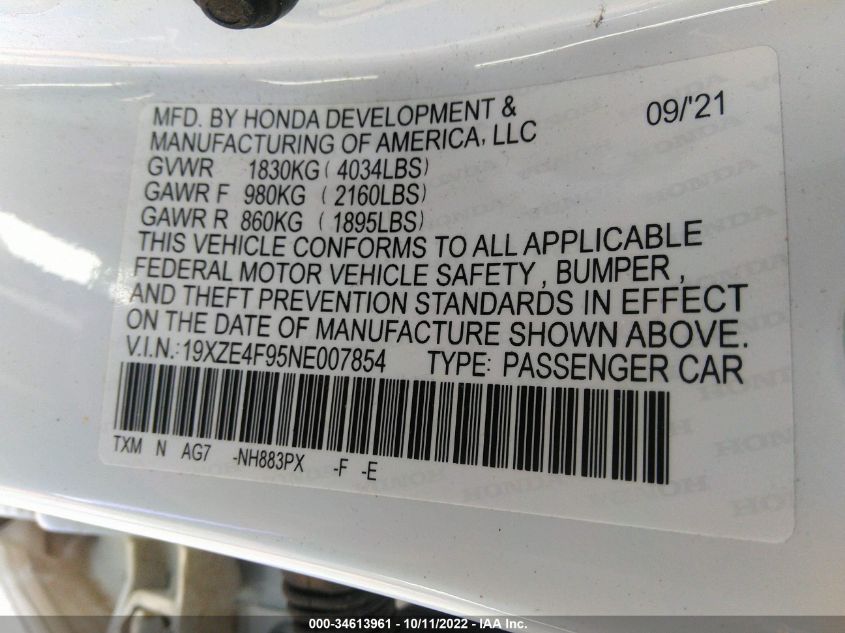 MFD. BY HONDA DEVELOPMENT & 09/'21
MANUFACTURING OF AMERICA, LLC
GVWR 1830KG ( 4034LBS)
GAWR F 980KG ( 2160LBS)
GAWR R 860KG ( 1895LBS)
THIS VEHICLE CONFORMS TO ALL APPLICABLE
FEDERAL MOTOR VEHICLE SAFETY , BUMPER ,
AND THEFT PREVENTION STANDARDS IN EFFECT
ON THE DATE OF MANUFACTURE SHOWN ABOVE.
V.I.N.:19XZE4F95NE007854 TYPE: PASSENGER CAR
TXM N AG7 -NH883PX -F -E
000-34613961 - 10/11/2022 - IAA Inc.